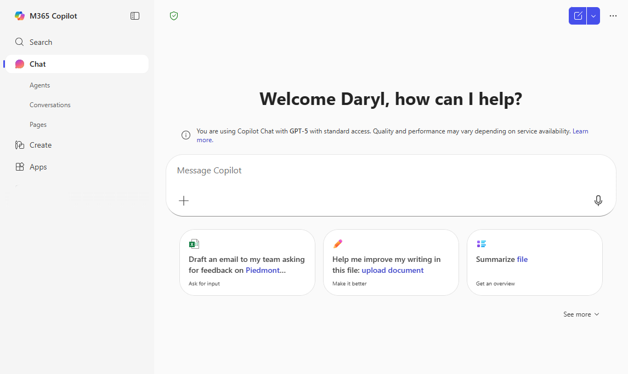 M365 Copilot
Search
Chat
Agents
Conversations
Pages
Create
Apps
Welcome Daryl, how can I help?
You are using Copilot Chat with GPT-5 with standard access. Quality and performance may vary depending on service availability. Learn
more.
Message Copilot
Draft an email to my team asking
for feedback on Piedmont...
Ask for input
Help me improve my writing in
this file: upload document
Make it better
Summarize file
Get an overview
See more